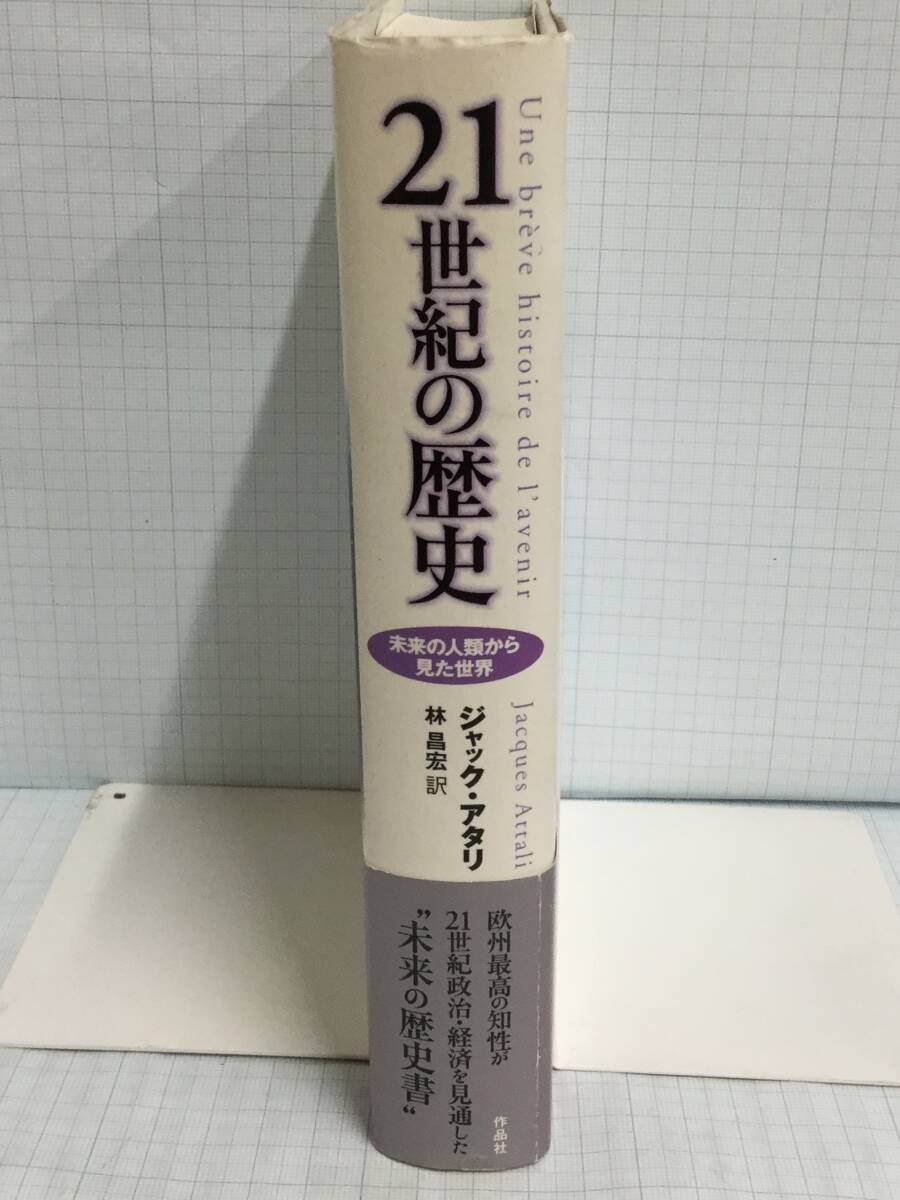 21世紀の歴史
Une brève histoire de l'avenir
未来の人類から
見た世界
ジャック・アタリ
林 昌宏 訳
Jacques Attali
欧州最高の知性が
21世紀政治・経済を見通した
”未来の歴史書“
作品社